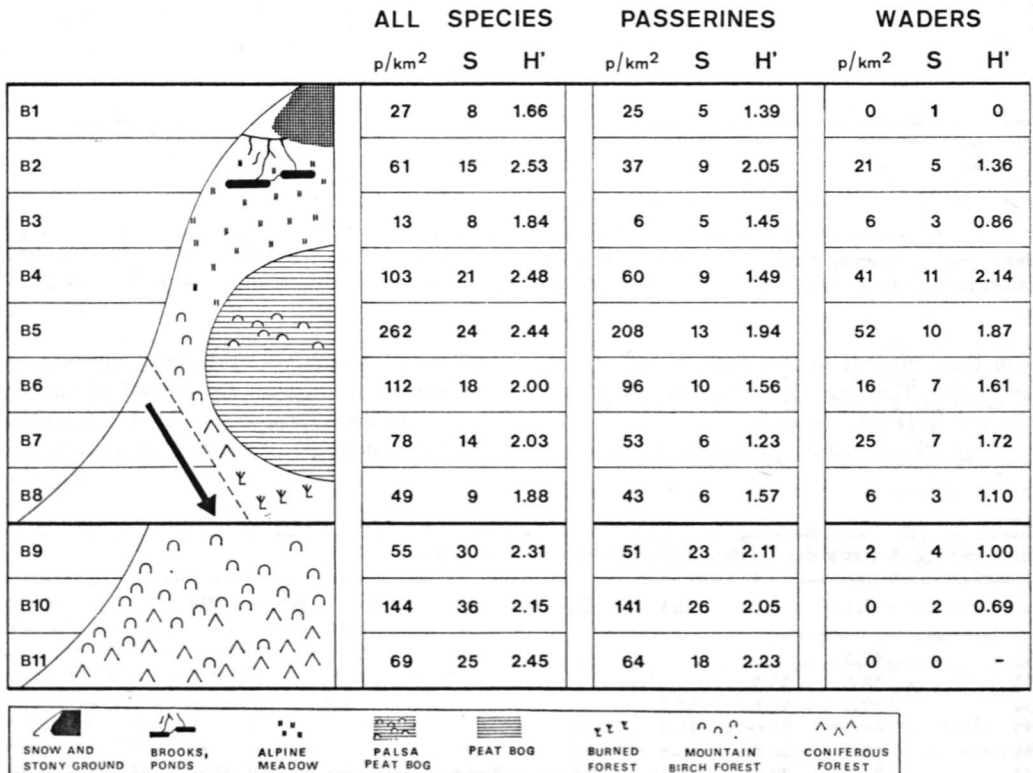 ALL SPECIES PASSERINES WADERS
p/km² S H' p/km² S H' p/km² S H'
B1 27 8 1.66 25 5 1.39 0 1 0
B2 61 15 2.53 37 9 2.05 21 5 1.36
B3 13 8 1.84 6 5 1.45 6 3 0.86
B4 103 21 2.48 60 9 1.49 41 11 2.14
B5 262 24 2.44 208 13 1.94 52 10 1.87
B6 112 18 2.00 96 10 1.56 16 7 1.61
B7 78 14 2.03 53 6 1.23 25 7 1.72
B8 49 9 1.88 43 6 1.57 6 3 1.10
B9 55 30 2.31 51 23 2.11 2 4 1.00
B10 144 36 2.15 141 26 2.05 0 2 0.69
B11 69 25 2.45 64 18 2.23 0 0 -
SNOW AND STONY GROUND
BROOKS, PONDS
ALPINE MEADOW
PALSA PEAT BOG
PEAT BOG
BURNED FOREST
MOUNTAIN BIRCH FOREST
CONIFEROUS FOREST